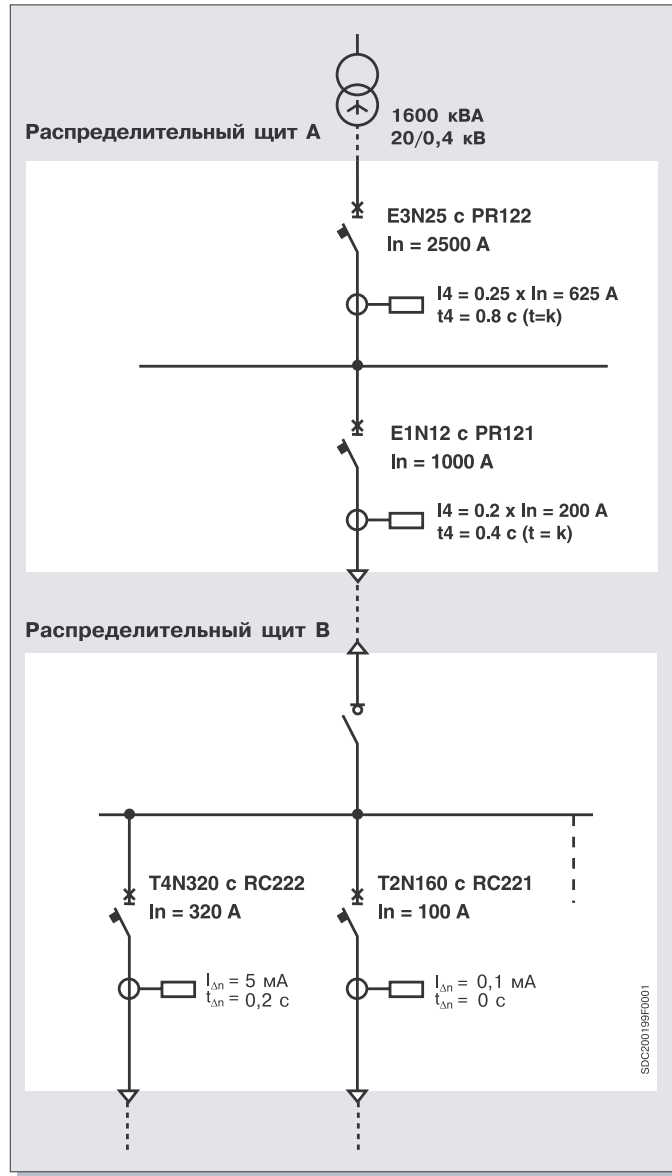 1600 кВА
20/0,4 кВ
Распределительный щит A
E3N25 с PR122
In = 2500 A
I4 = 0.25 x In = 625 A
t4 = 0.8 с (t=k)
E1N12 с PR121
In = 1000 A
I4 = 0.2 x In = 200 A
t4 = 0.4 с (t = k)
Распределительный щит B
T4N320 с RC222
In = 320 A
T2N160 с RC221
In = 100 A
IΔn = 5 мА
tΔn = 0,2 с
IΔn = 0,1 мА
tΔn = 0 с
SDC200199F0001